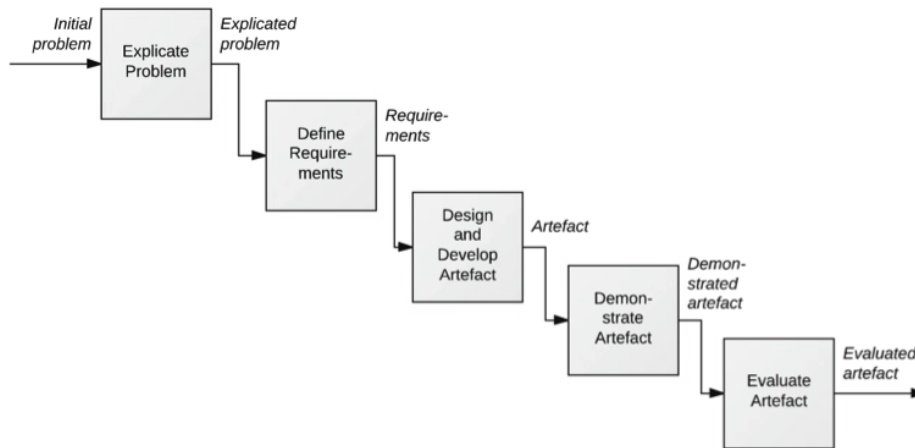 Initial
problem
Explicate
Problem
Explicated
problem
Define
Require-
ments
Require-
ments
Design
and
Develop
Artefact
Artefact
Demon-
strate
Artefact
Demon-
strated
artefact
Evaluate
Artefact
Evaluated
artefact